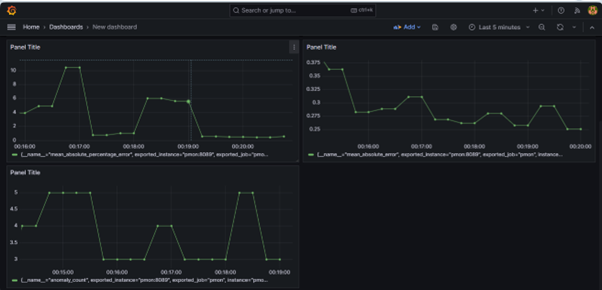 Search or jump to...
ctrl+k
Home > Dashboards > New dashboard
Add
Last 5 minutes
Panel Title
10
8
6
4
2
0
00:16:00 00:17:00 00:18:00 00:19:00 00:20:00
{__name__="mean_absolute_percentage_error", exported_instance="pmon:8089", exported_job="pmo...
Panel Title
0.375
0.35
0.325
0.3
0.275
0.25
00:16:00 00:17:00 00:18:00 00:19:00 00:20:00
{__name__="mean_absolute_error", exported_instance="pmon:8089", exported_job="pmon", instance...
Panel Title
5
4.5
4
3.5
3
00:15:00 00:16:00 00:17:00 00:18:00 00:19:00
{__name__="anomaly_count", exported_instance="pmon:8089", exported_job="pmon", instance="pmo...